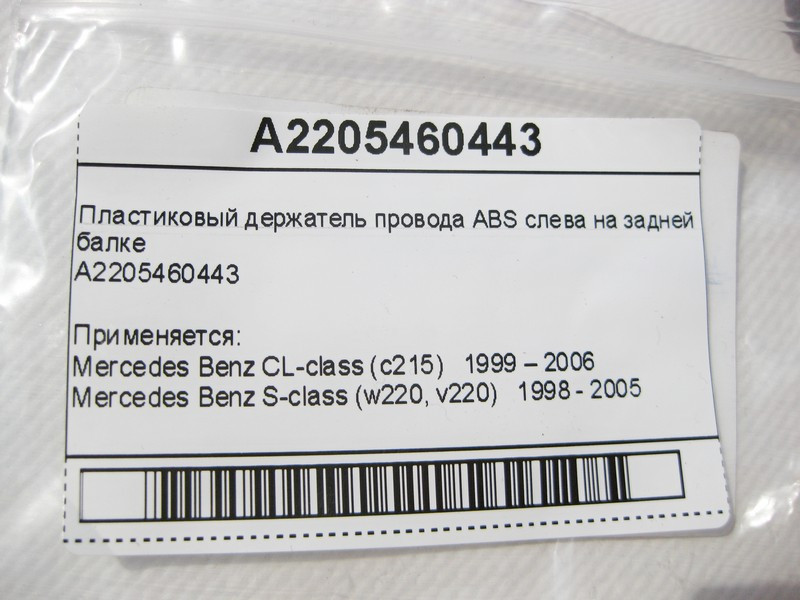 A2205460443
Пластиковый держатель провода ABS слева на задней
балке
A2205460443
Применяется:
Mercedes Benz CL-class (c215) 1999 – 2006
Mercedes Benz S-class (w220, v220) 1998 - 2005